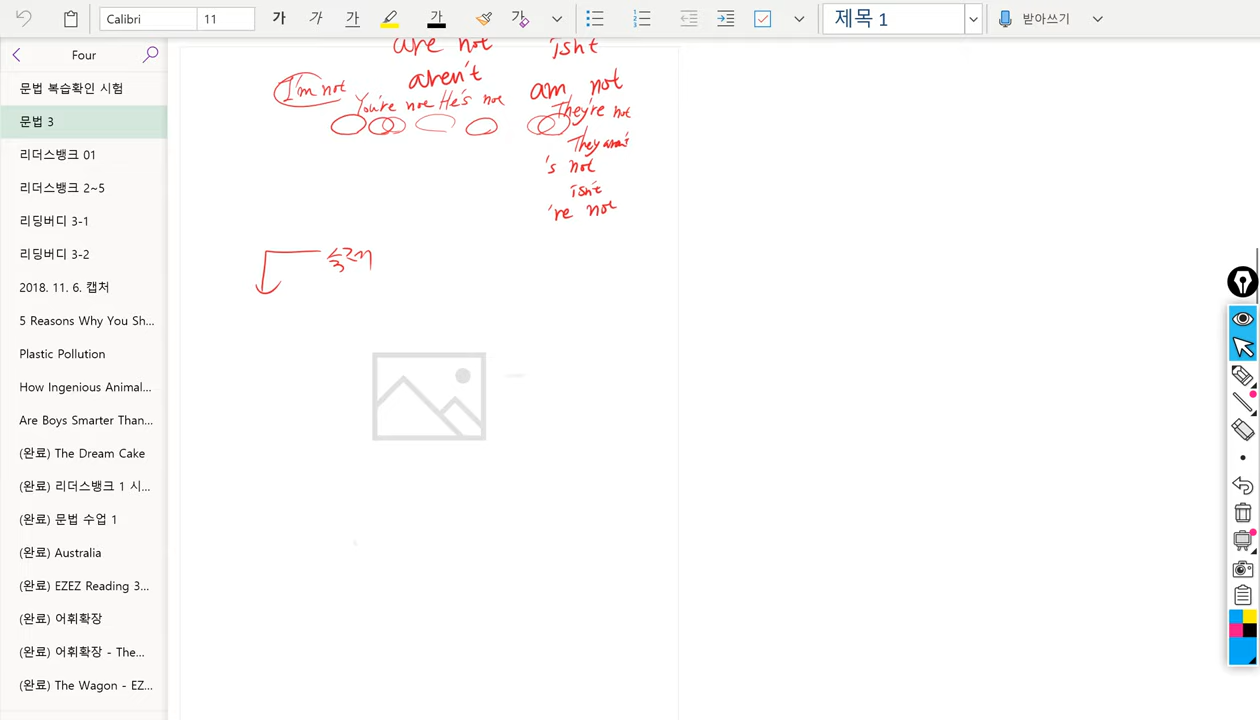 Calibri
11
가 가 가 가 가
제목 1
받아쓰기
Four
문법 복습확인 시험
문법 3
리더스뱅크 01
리더스뱅크 2~5
리딩버디 3-1
리딩버디 3-2
2018. 11. 6. 캡처
5 Reasons Why You Sh...
Plastic Pollution
How Ingenious Animal...
Are Boys Smarter Than...
(완료) The Dream Cake
(완료) 리더스뱅크 1 시...
(완료) 문법 수업 1
(완료) Australia
(완료) EZEZ Reading 3...
(완료) 어휘확장
(완료) 어휘확장 - The...
(완료) The Wagon - EZ...
are not isn't
aren't am not
I'm not
You're not He's not
They're not
They aren't
's not
isn't
're not